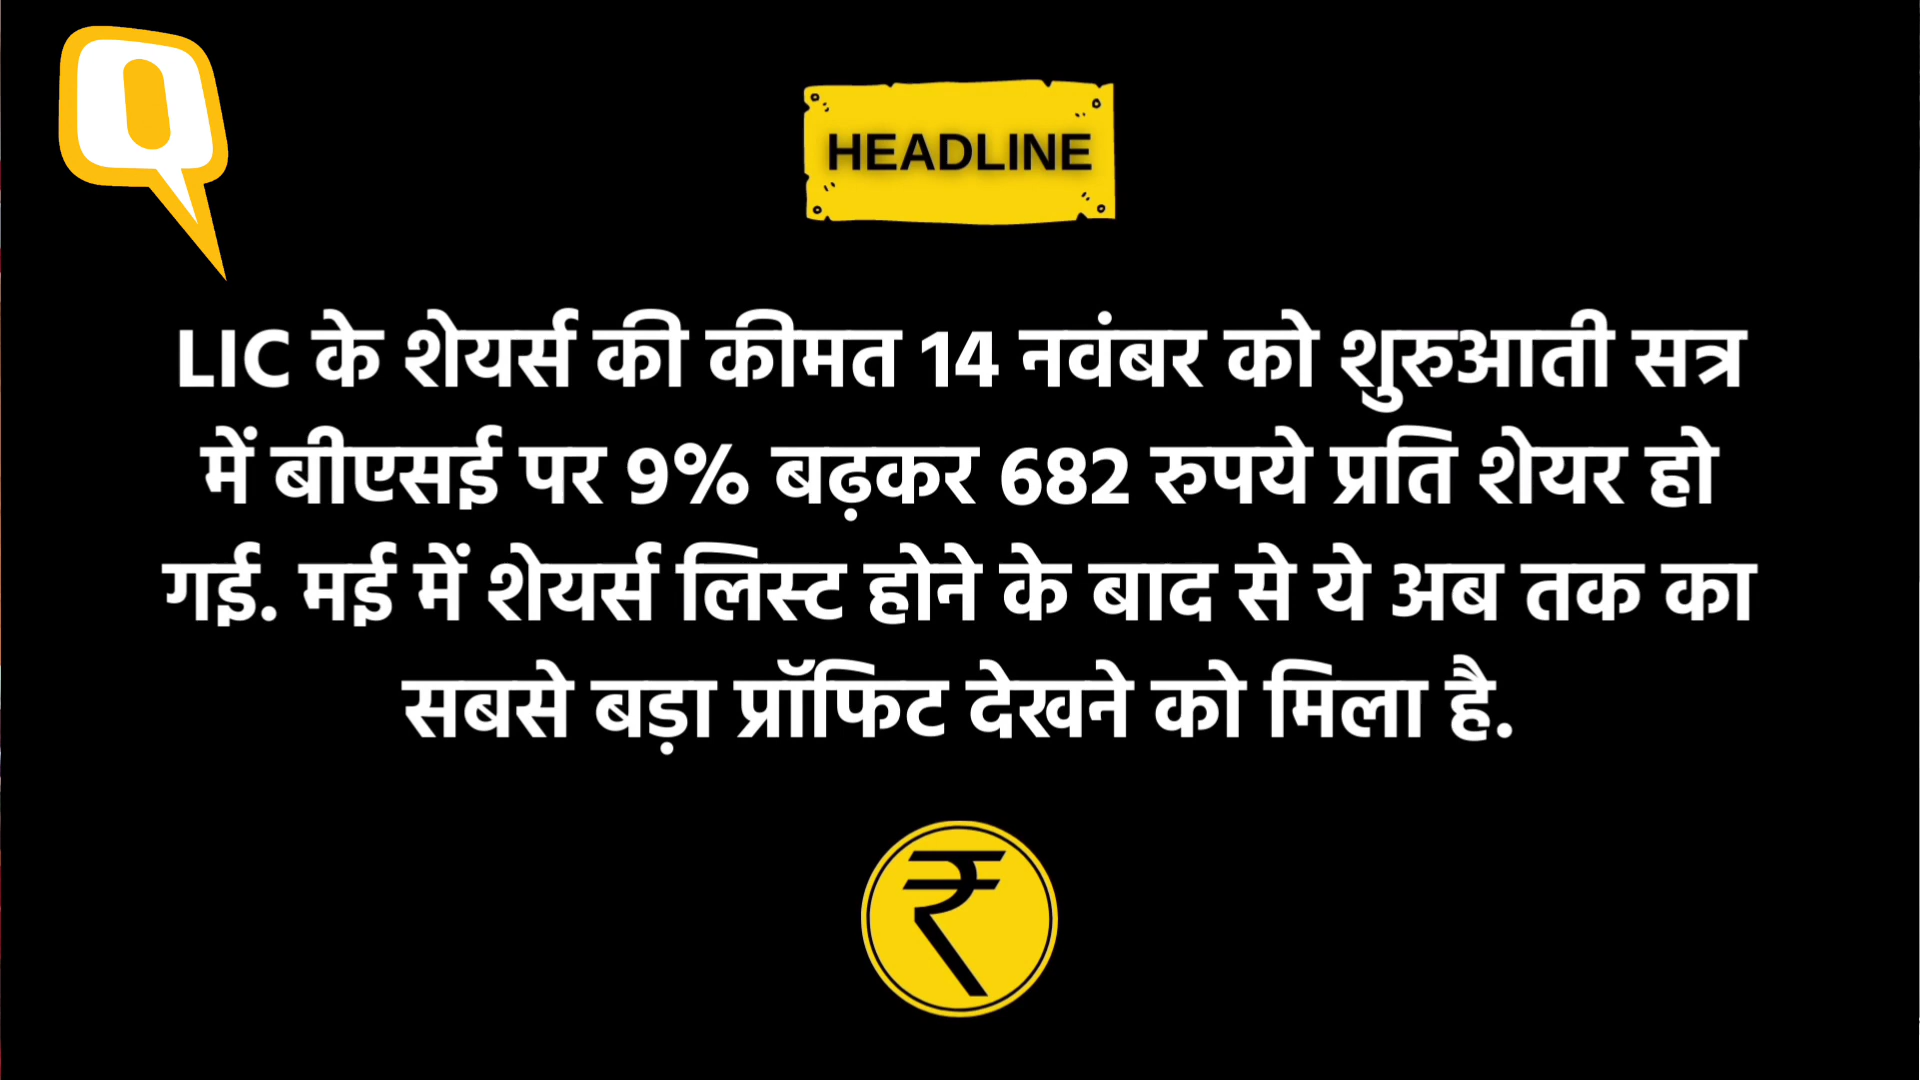 HEADLINE
LIC के शेयर्स की कीमत 14 नवंबर को शुरुआती सत्र
में बीएसई पर 9% बढ़कर 682 रुपये प्रति शेयर हो
गई. मई में शेयर्स लिस्ट होने के बाद से ये अब तक का
सबसे बड़ा प्रॉफिट देखने को मिला है.